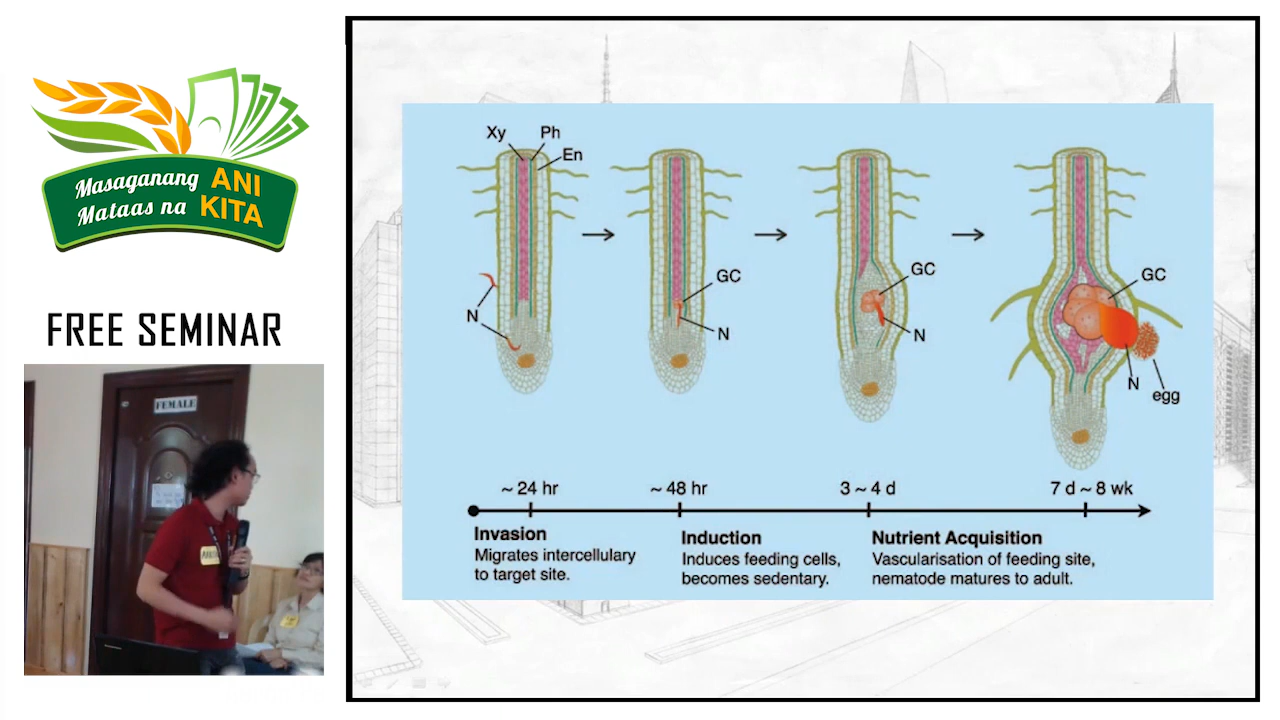 Masaganang ANI
Mataas na KITA
FREE SEMINAR
FEMALE
Xy
Ph
En
N
GC
N
GC
N
GC
N
egg
~ 24 hr
~ 48 hr
3 ~ 4 d
7 d ~ 8 wk
Invasion
Migrates intercellulary
to target site.
Induction
Induces feeding cells,
becomes sedentary.
Nutrient Acquisition
Vascularisation of feeding site,
nematode matures to adult.